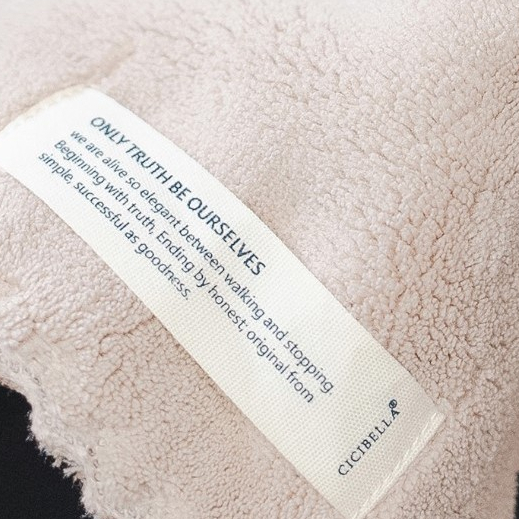 ONLY TRUTH BE OURSELVES
we are alive so elegant between walking and stopping.
Beginning with truth, Ending by honest; original from
simple, successful as goodness.
CICIBELLA®